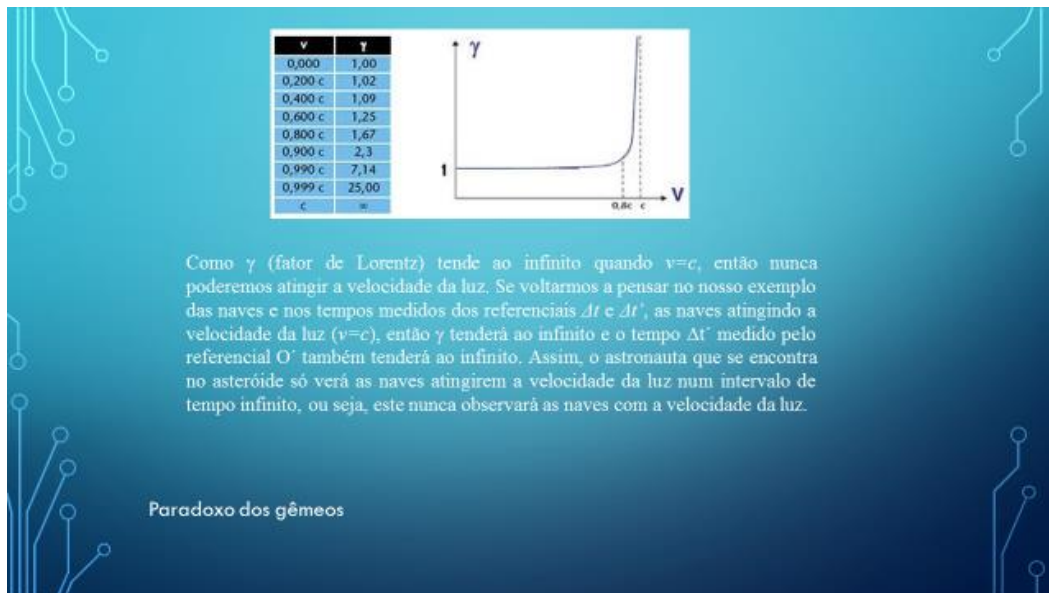 v γ
0,000 1,00
0,200 c 1,02
0,400 c 1,09
0,600 c 1,25
0,800 c 1,67
0,900 c 2,3
0,990 c 7,14
0,999 c 25,00
c ∞
γ
1
V
0,8c c
Como γ (fator de Lorentz) tende ao infinito quando v=c, então nunca
poderemos atingir a velocidade da luz. Se voltarmos a pensar no nosso exemplo
das naves e nos tempos medidos dos referenciais Δt e Δt', as naves atingindo a
velocidade da luz (v=c), então γ tenderá ao infinito e o tempo Δt´ medido pelo
referencial O´ também tenderá ao infinito. Assim, o astronauta que se encontra
no asteróide só verá as naves atingirem a velocidade da luz num intervalo de
tempo infinito, ou seja, este nunca observará as naves com a velocidade da luz.
Paradoxo dos gêmeos